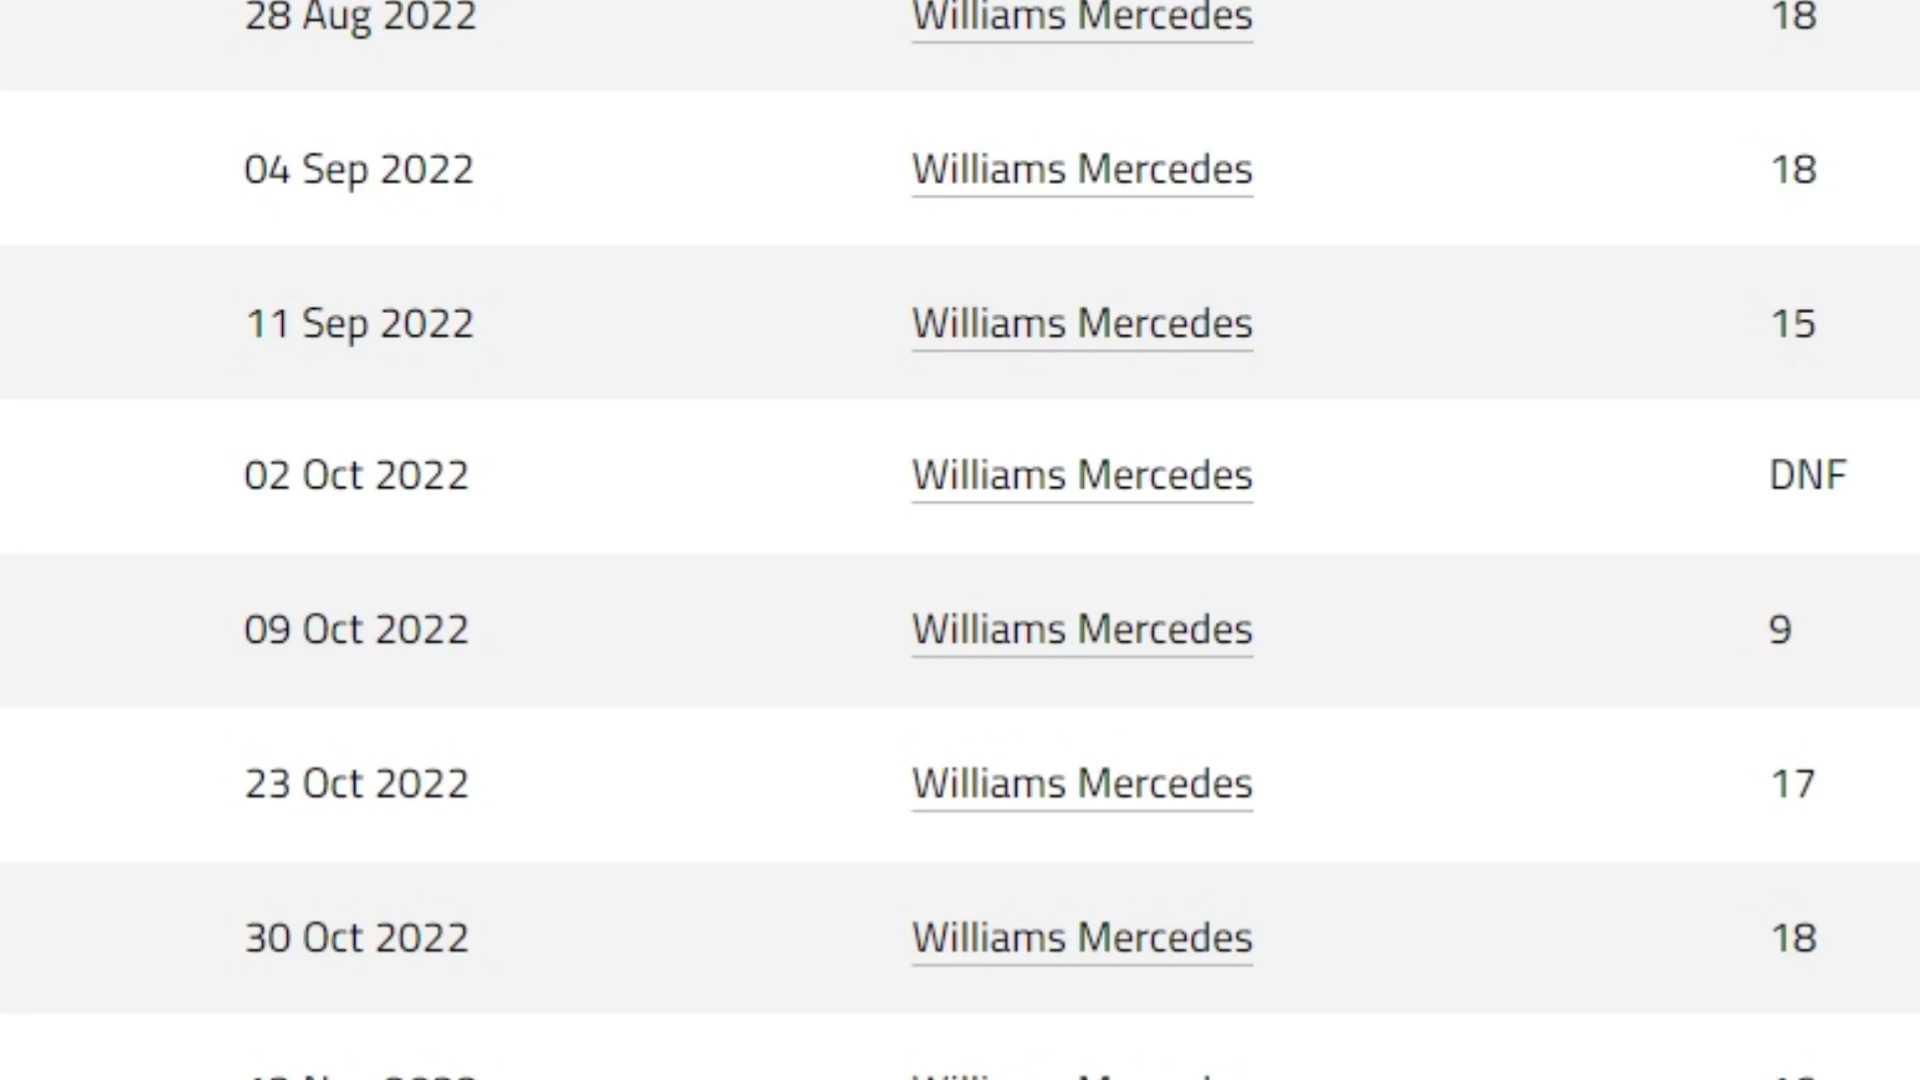 28 Aug 2022 Williams Mercedes 18
04 Sep 2022 Williams Mercedes 18
11 Sep 2022 Williams Mercedes 15
02 Oct 2022 Williams Mercedes DNF
09 Oct 2022 Williams Mercedes 9
23 Oct 2022 Williams Mercedes 17
30 Oct 2022 Williams Mercedes 18